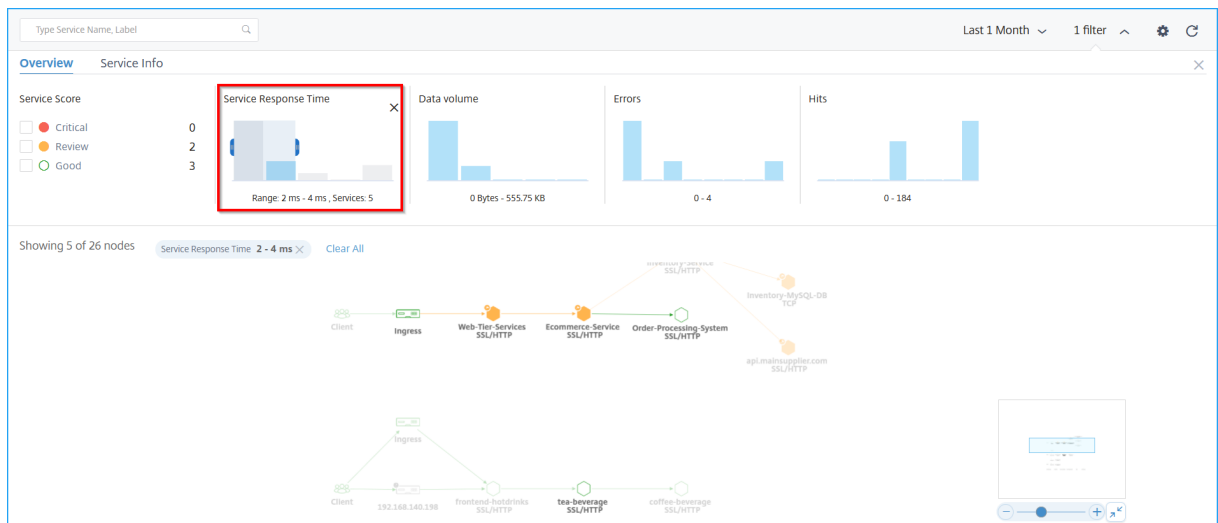 Type Service Name, Label
Last 1 Month
1 filter
Overview
Service Info
Service Score
Critical 0
Review 2
Good 3
Service Response Time
Range: 2 ms - 4 ms , Services: 5
Data volume
0 Bytes - 555.75 KB
Errors
0 - 4
Hits
0 - 184
Showing 5 of 26 nodes
Service Response Time 2 - 4 ms
Clear All
Inventory-Service
SSL/HTTP
Inventory-MySQL-DB
TCP
Client
Ingress
Web-Tier-Services
SSL/HTTP
Ecommerce-Service
SSL/HTTP
Order-Processing-System
SSL/HTTP
api.mainsupplier.com
SSL/HTTP
Ingress
Client
192.168.140.198
frontend-hotdrinks
SSL/HTTP
tea-beverage
SSL/HTTP
coffee-beverage
SSL/HTTP